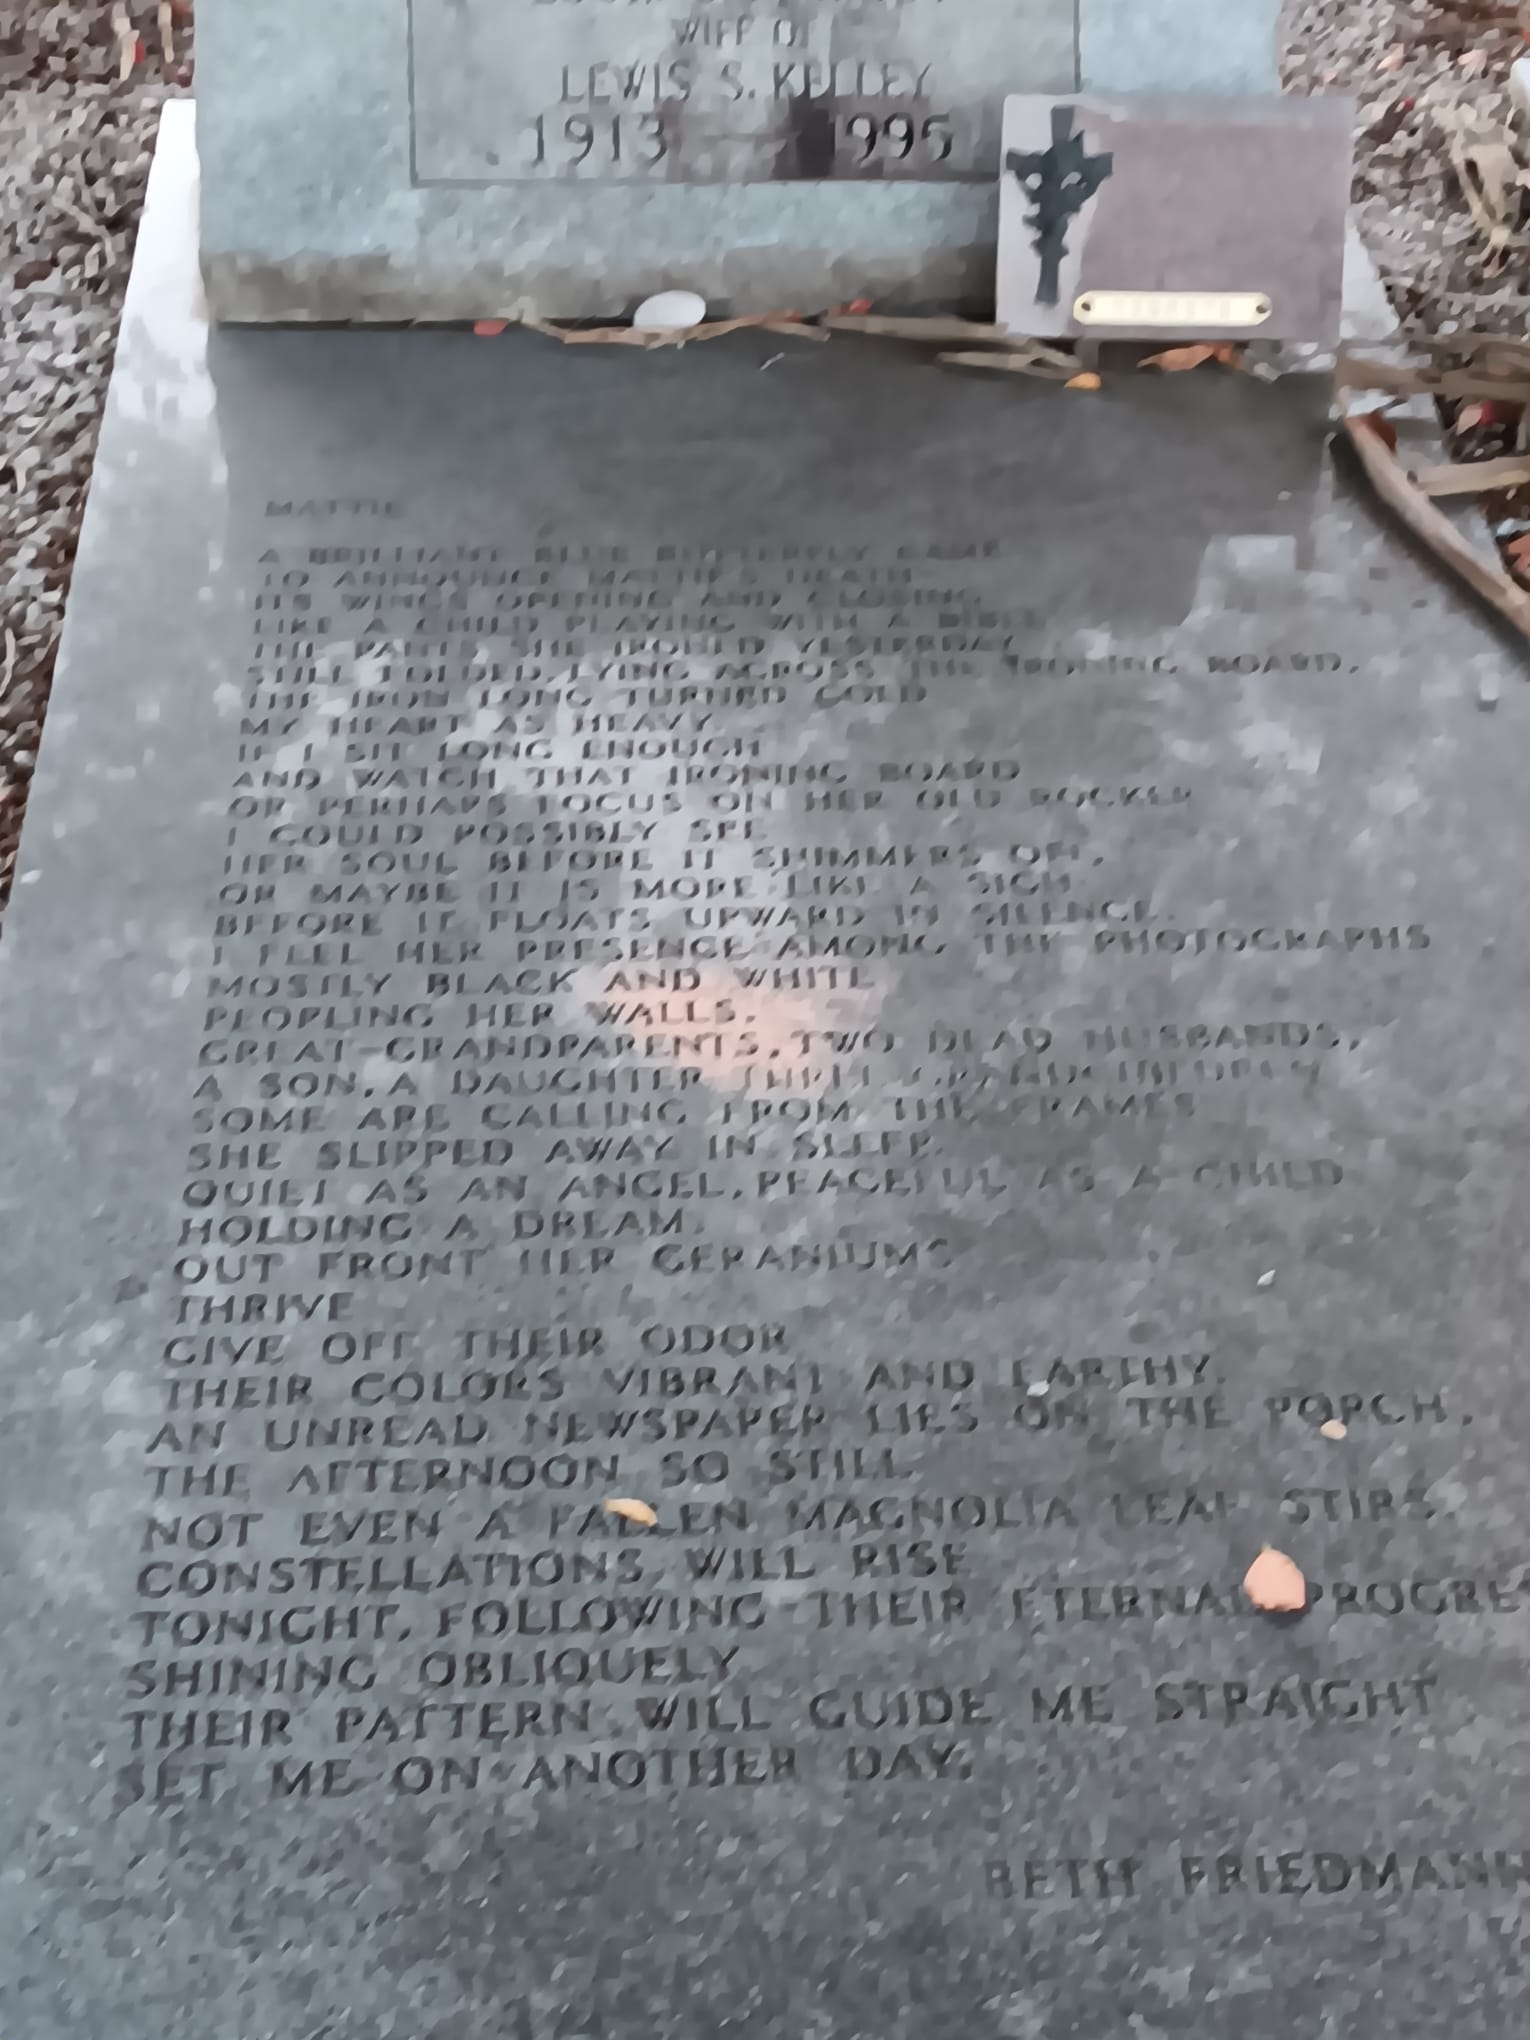 WIFE OF
LEWIS S. KELLEY
1913 — 1995
MATTIE
A BRILLIANT BLUE BUTTERFLY CAME
TO ANNOUNCE MATTIE'S DEATH—
ITS WINGS OPENING AND CLOSING
LIKE A CHILD PLAYING WITH A BIBLE
THE PANTS SHE IRONED YESTERDAY
STILL FOLDED, LYING ACROSS THE IRONING BOARD,
THE IRON LONG TURNED COLD
MY HEART AS HEAVY.
IF I SIT LONG ENOUGH
AND WATCH THAT IRONING BOARD
OR PERHAPS FOCUS ON HER OLD ROCKER
I COULD POSSIBLY SEE
HER SOUL BEFORE IT SHIMMERS OFF,
OR MAYBE IT IS MORE LIKE A SIGH
BEFORE IT FLOATS UPWARD IN SILENCE.
I FEEL HER PRESENCE AMONG THE PHOTOGRAPHS
MOSTLY BLACK AND WHITE
PEOPLING HER WALLS.
GREAT-GRANDPARENTS, TWO DEAD HUSBANDS,
A SON, A DAUGHTER THREE GRANDCHILDREN
SOME ARE CALLING FROM THE FRAMES
SHE SLIPPED AWAY IN SLEEP.
QUIET AS AN ANGEL, PEACEFUL AS A CHILD
HOLDING A DREAM.
OUT FRONT HER GERANIUMS
THRIVE
GIVE OFF THEIR ODOR
THEIR COLORS VIBRANT AND EARTHY.
AN UNREAD NEWSPAPER LIES ON THE PORCH,
THE AFTERNOON SO STILL
NOT EVEN A FALLEN MAGNOLIA LEAF STIRS.
CONSTELLATIONS WILL RISE
TONIGHT, FOLLOWING THEIR ETERNAL PROGRE
SHINING OBLIQUELY
THEIR PATTERN WILL GUIDE ME STRAIGHT
SET ME ON ANOTHER DAY.
BETH FRIEDMANN